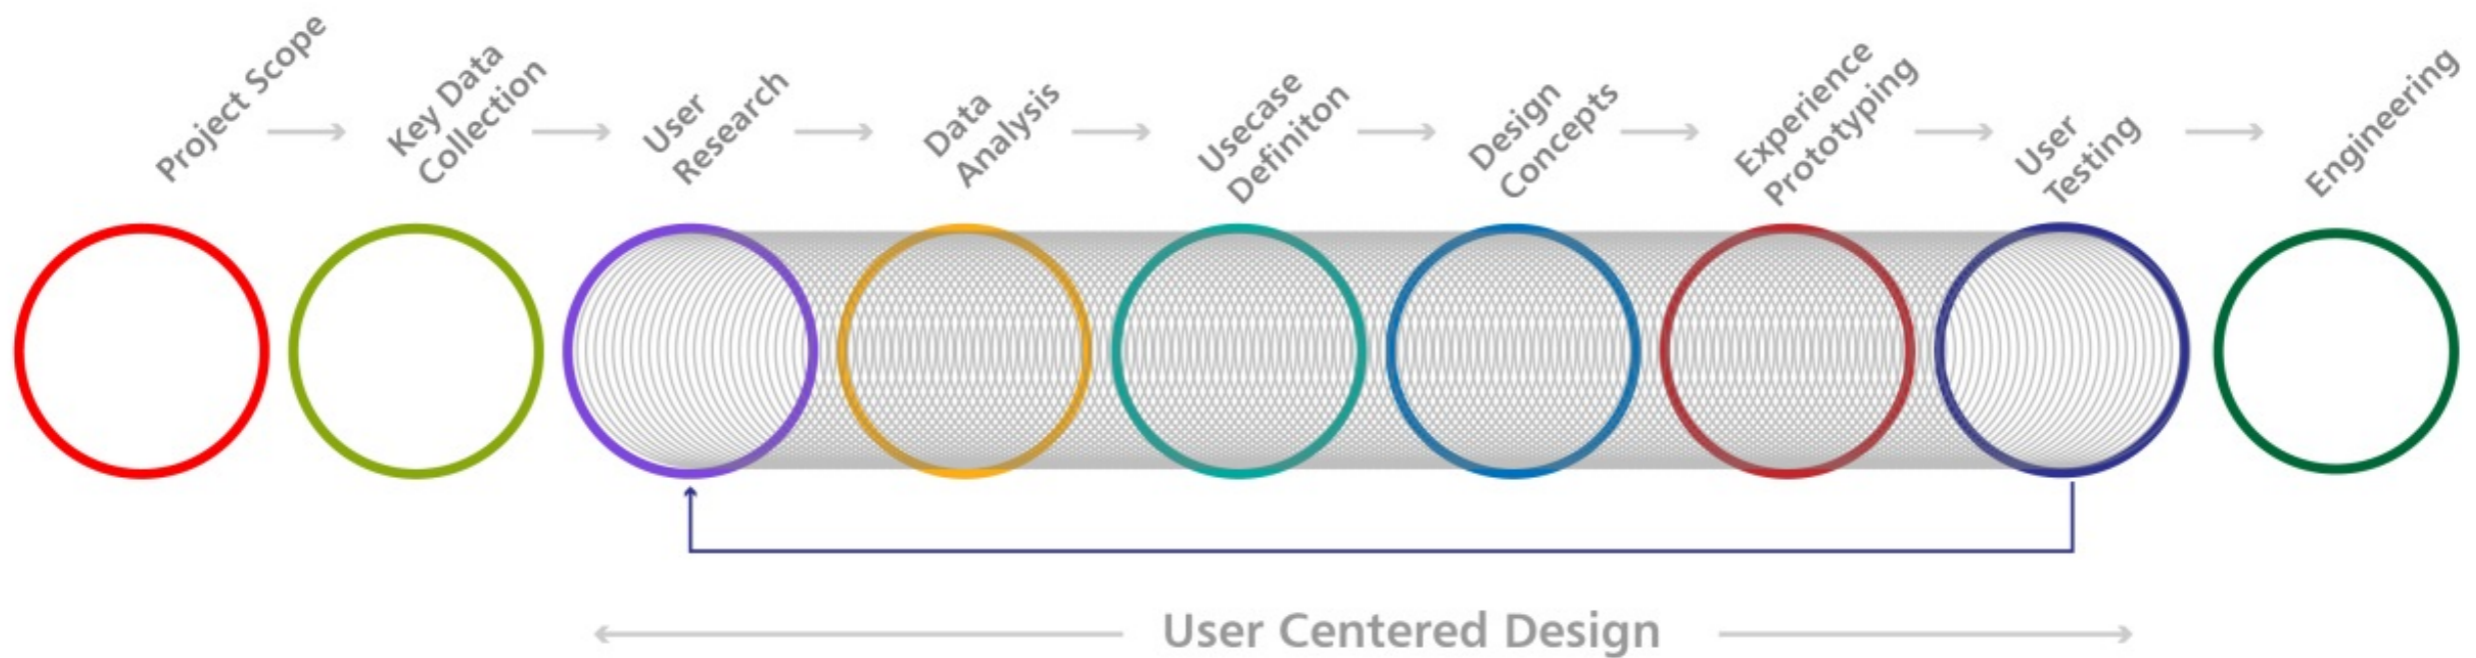 Project Scope
Key Data
Collection
User
Research
Data
Analysis
Usecase
Definiton
Design
Concepts
Experience
Prototyping
User
Testing
Engineering
User Centered Design